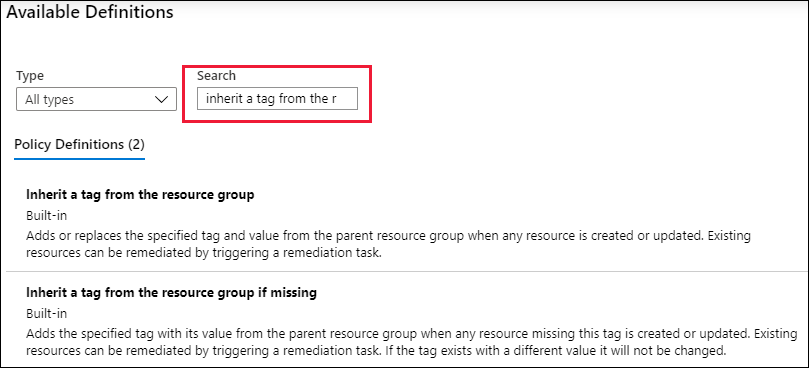 Available Definitions
Type
Search
All types
inherit a tag from the r
Policy Definitions (2)
Inherit a tag from the resource group
Built-in
Adds or replaces the specified tag and value from the parent resource group when any resource is created or updated. Existing
resources can be remediated by triggering a remediation task.
Inherit a tag from the resource group if missing
Built-in
Adds the specified tag with its value from the parent resource group when any resource missing this tag is created or updated. Existing
resources can be remediated by triggering a remediation task. If the tag exists with a different value it will not be changed.